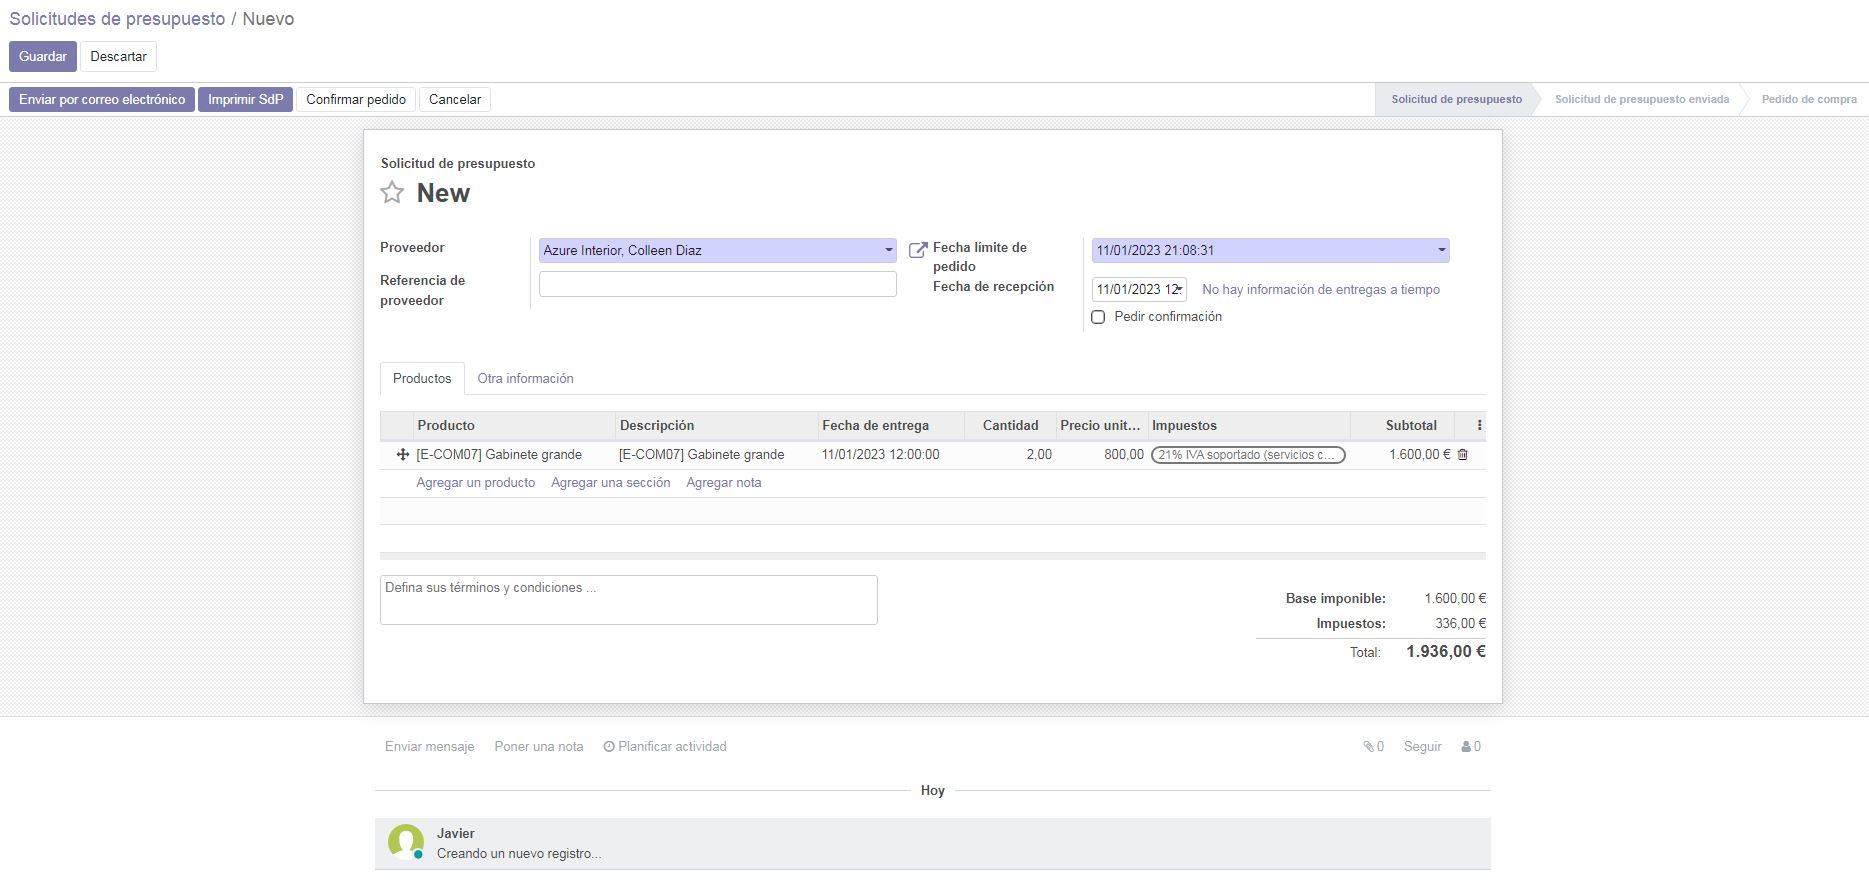 Solicitudes de presupuesto / Nuevo
Guardar Descartar
Enviar por correo electrónico Imprimir SdP Confirmar pedido Cancelar Solicitud de presupuesto Solicitud de presupuesto enviada Pedido de compra
Solicitud de presupuesto
New
Proveedor Azure Interior, Colleen Diaz
Referencia de
proveedor
Fecha límite de
pedido
11/01/2023 21:08:31
Fecha de recepción 11/01/2023 12: No hay información de entregas a tiempo
Pedir confirmación
Productos Otra información
Producto Descripción Fecha de entrega Cantidad Precio unit... Impuestos Subtotal
[E-COM07] Gabinete grande [E-COM07] Gabinete grande 11/01/2023 12:00:00 2,00 800,00 21% IVA soportado (servicios c... 1.600,00 €
Agregar un producto Agregar una sección Agregar nota
Defina sus términos y condiciones ...
Base imponible: 1.600,00 €
Impuestos: 336,00 €
Total: 1.936,00 €
Enviar mensaje Poner una nota Planificar actividad 0 Seguir 0
Hoy
Javier
Creando un nuevo registro...